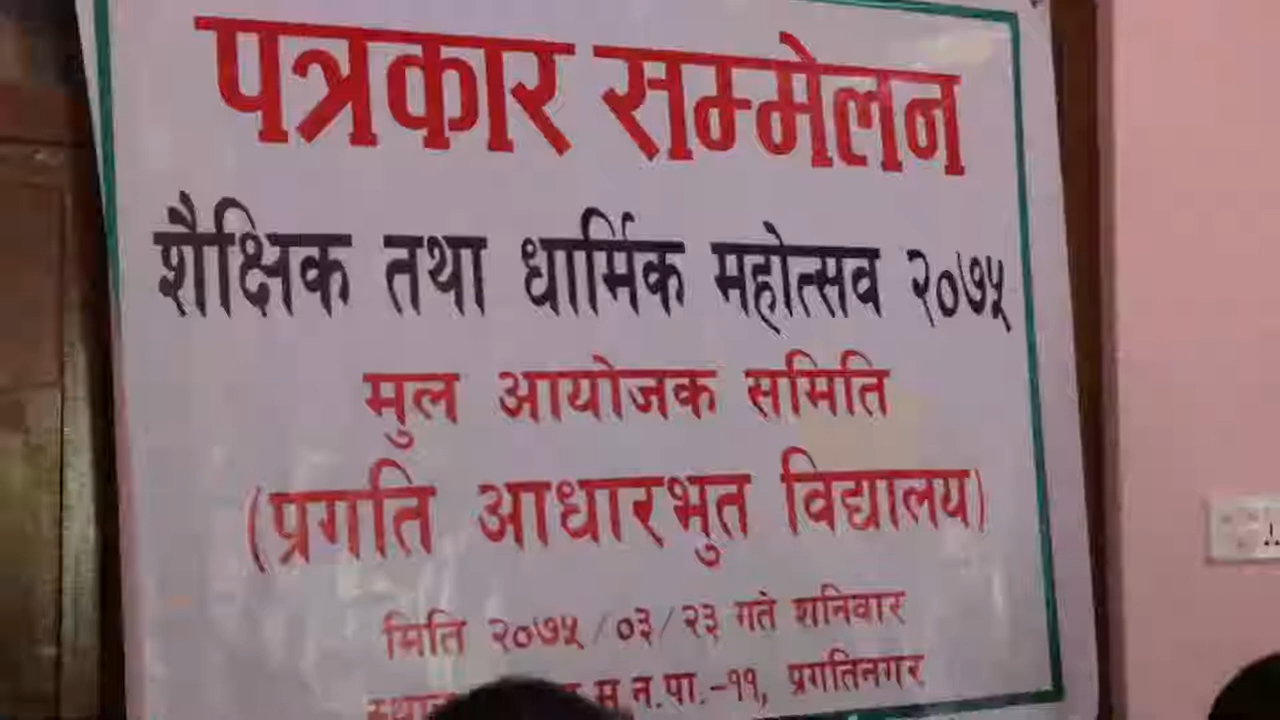 पत्रकार सम्मेलन
शैक्षिक तथा धार्मिक महोत्सव २०७५
मुल आयोजक समिति
(प्रगति आधारभुत विद्यालय)
मिति २०७५/०३/२३ गते शनिवार
म.न.पा.-११, प्रगतिनगर